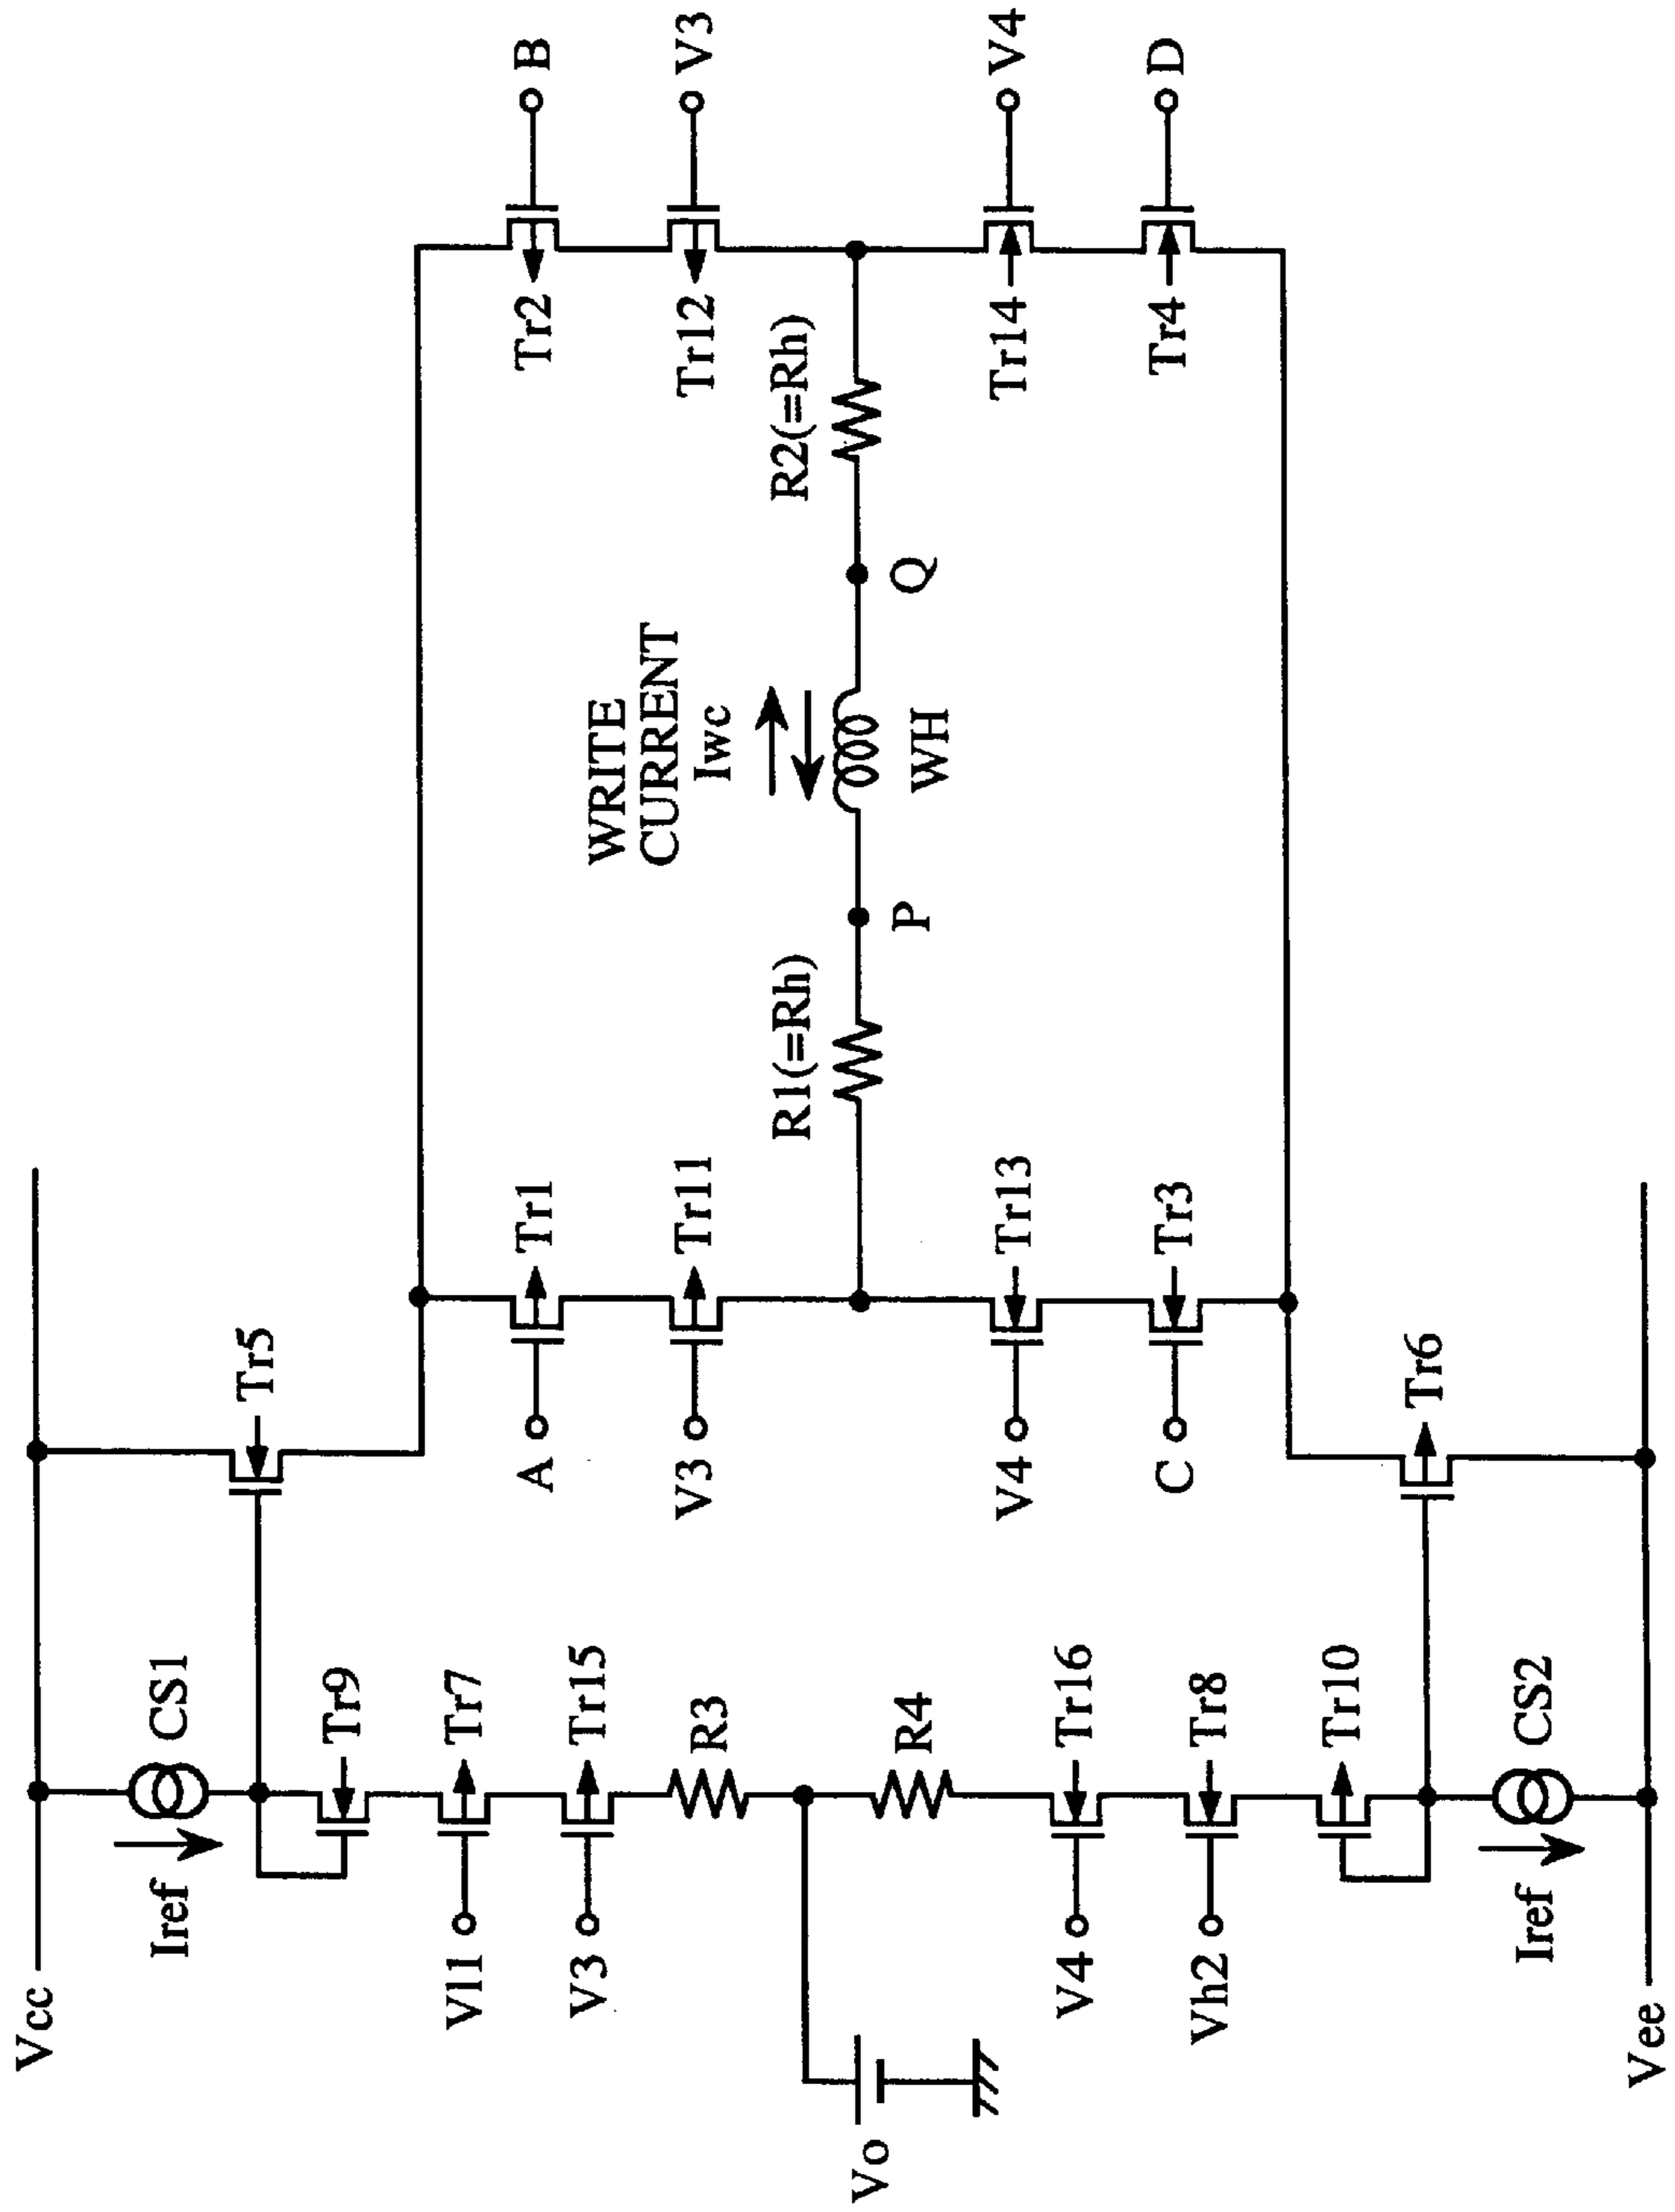 Vcc
Iref
CS1
Tr5
Tr9
Vl1
Tr7
V3
Tr15
R3
Vo
R4
V4
Tr16
Vh2
Tr8
Tr10
Iref
CS2
Tr6
Vee
A
Tr1
V3
Tr11
V4
Tr13
C
Tr3
R1(=Rh)
P
WRITE
CURRENT
Iwc
WH
Q
R2(=Rh)
Tr2
B
Tr12
V3
Tr14
V4
Tr4
D